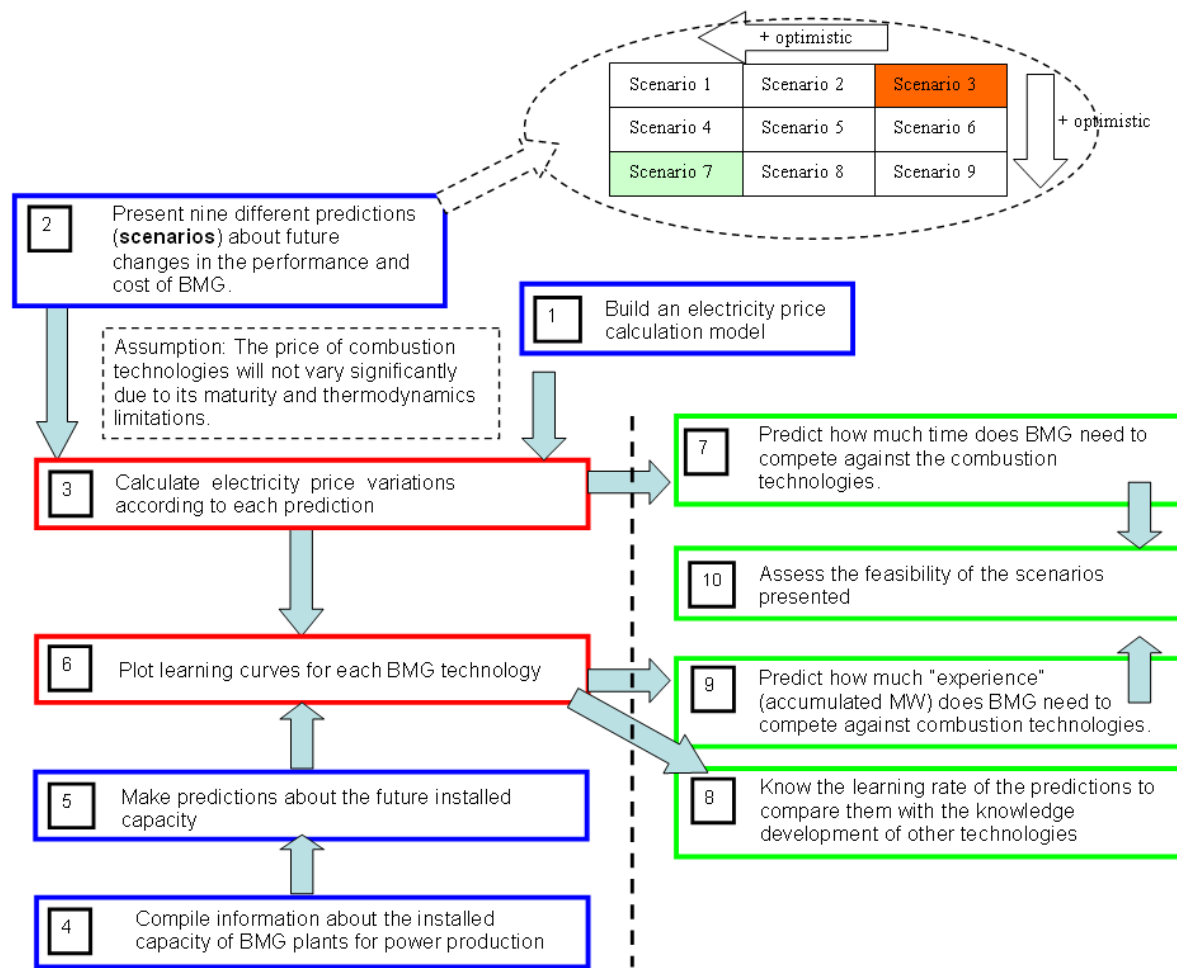 + optimistic
Scenario 1 Scenario 2 Scenario 3
Scenario 4 Scenario 5 Scenario 6
+ optimistic
Scenario 7 Scenario 8 Scenario 9
2
Present nine different predictions
(scenarios) about future
changes in the performance and
cost of BMG.
1
Build an electricity price
calculation model
Assumption: The price of combustion
technologies will not vary significantly
due to its maturity and thermodynamics
limitations.
3
Calculate electricity price variations
according to each prediction
7
Predict how much time does BMG need to
compete against the combustion
technologies.
10
Assess the feasibility of the scenarios
presented
6
Plot learning curves for each BMG technology
9
Predict how much "experience"
(accumulated MW) does BMG need to
compete against combustion technologies.
5
Make predictions about the future installed
capacity
8
Know the learning rate of the predictions to
compare them with the knowledge
development of other technologies
4
Compile information about the installed
capacity of BMG plants for power production